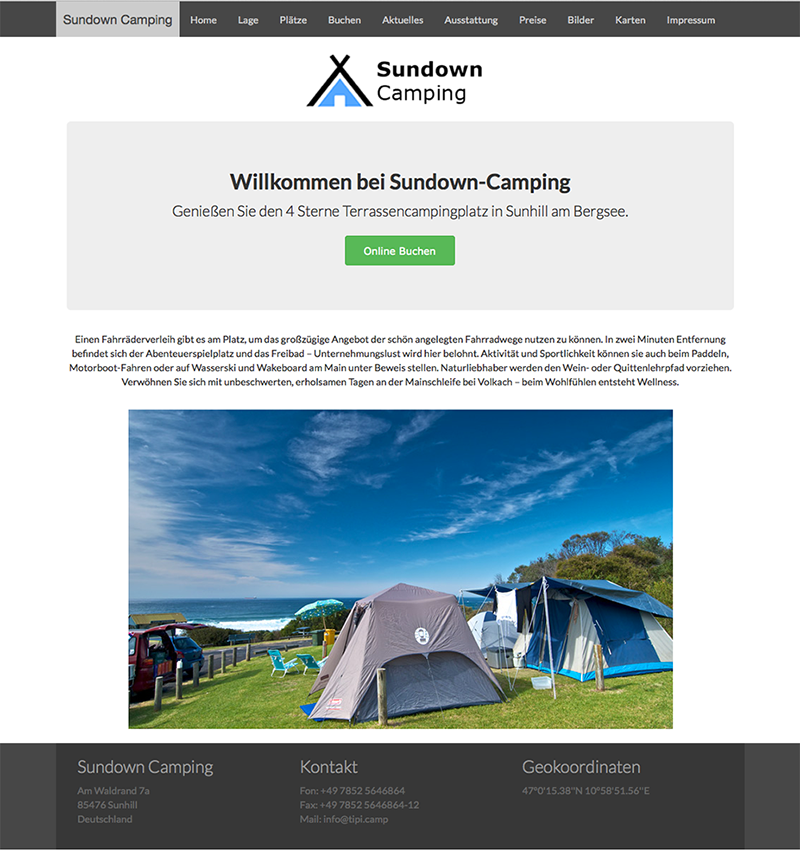 Sundown Camping Home Lage Plätze Buchen Aktuelles Ausstattung Preise Bilder Karten Impressum
Sundown
Camping
Willkommen bei Sundown-Camping
Genießen Sie den 4 Sterne Terrassencampingplatz in Sunhill am Bergsee.
Online Buchen
Einen Fahrräderverleih gibt es am Platz, um das großzügige Angebot der schön angelegten Fahrradwege nutzen zu können. In zwei Minuten Entfernung
befindet sich der Abenteuerspielplatz und das Freibad – Unternehmungslust wird hier belohnt. Aktivität und Sportlichkeit können sie auch beim Paddeln,
Motorboot-Fahren oder auf Wasserski und Wakeboard am Main unter Beweis stellen. Naturliebhaber werden den Wein- oder Quittenlehrpfad vorziehen.
Verwöhnen Sie sich mit unbeschwerten, erholsamen Tagen an der Mainschleife bei Volkach – beim Wohlfühlen entsteht Wellness.
Sundown Camping
Am Waldrand 7a
85476 Sunhill
Deutschland
Kontakt
Fon: +49 7852 5646864
Fax: +49 7852 5646864-12
Mail: info@tipi.camp
Geokoordinaten
47°0'15.38''N 10°58'51.56''E